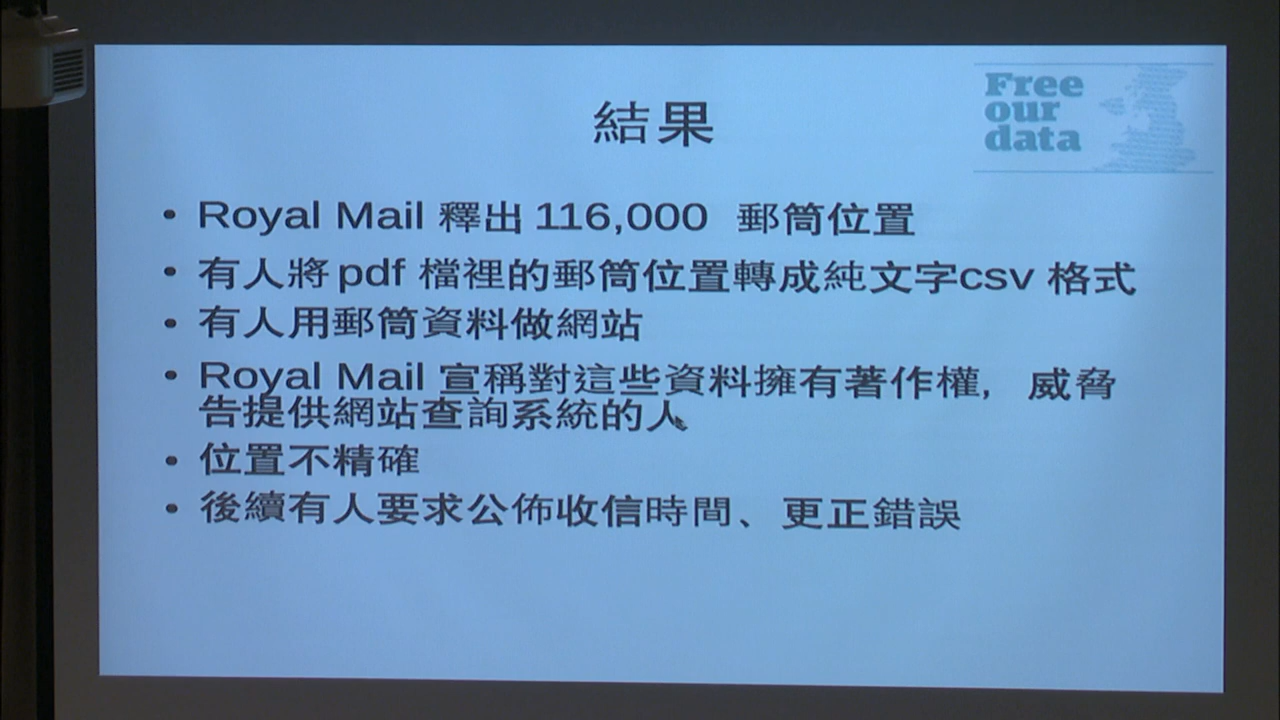 Free
our
data
結果
• Royal Mail 釋出 116,000 郵筒位置
• 有人將 pdf 檔裡的郵筒位置轉成純文字csv 格式
• 有人用郵筒資料做網站
• Royal Mail 宣稱對這些資料擁有著作權, 威脅
告提供網站查詢系統的人
• 位置不精確
• 後續有人要求公佈收信時間、更正錯誤